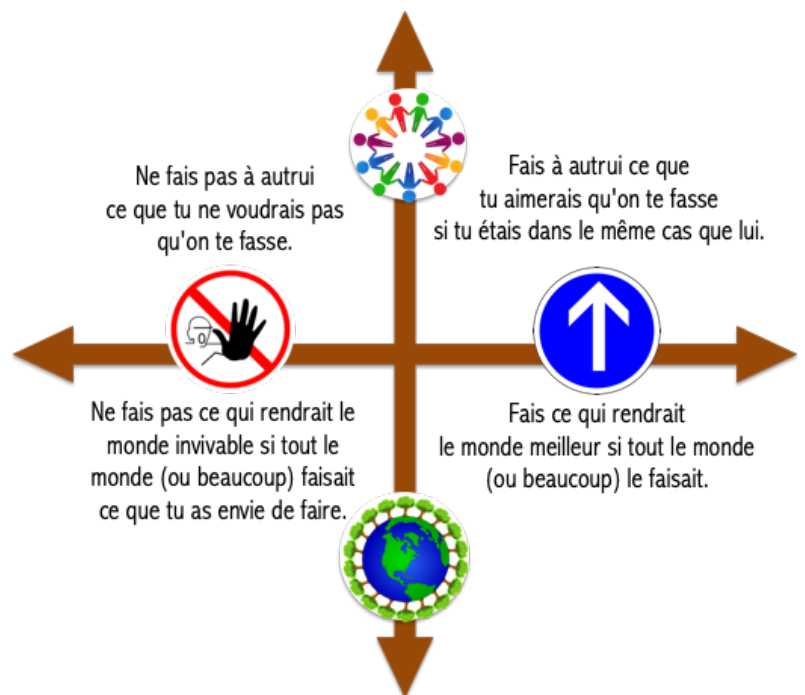 Ne fais pas à autrui
ce que tu ne voudrais pas
qu'on te fasse.
Fais à autrui ce que
tu aimerais qu'on te fasse
si tu étais dans le même cas que lui.
Ne fais pas ce qui rendrait le
monde invivable si tout le
monde (ou beaucoup) faisait
ce que tu as envie de faire.
Fais ce qui rendrait
le monde meilleur si tout le monde
(ou beaucoup) le faisait.